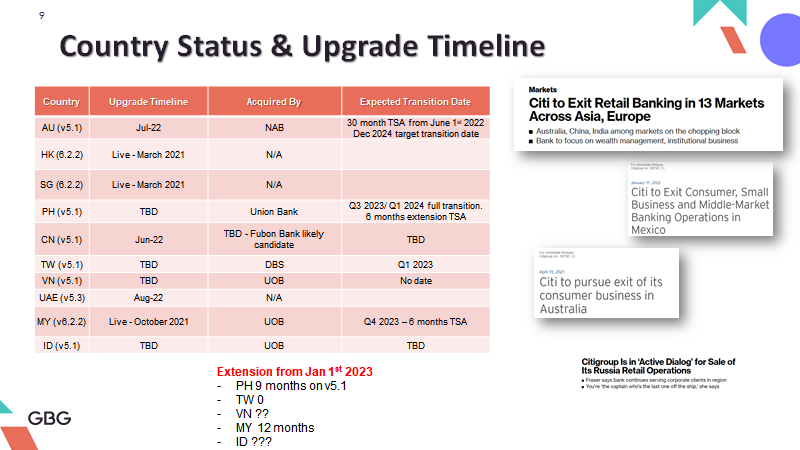 9
Country Status & Upgrade Timeline
Country Upgrade Timeline Acquired By Expected Transition Date
AU (v5.1) Jul-22 NAB 30 month TSA from June 1st 2022
Dec 2024 target transition date
HK (6.2.2) Live - March 2021 N/A
SG (6.2.2) Live - March 2021 N/A
PH (v5.1) TBD Union Bank Q3 2023/ Q1 2024 full transition.
6 months extension TSA
CN (v5.1) Jun-22 TBD - Fubon Bank likely
candidate TBD
TW (v5.1) TBD DBS Q1 2023
VN (v5.1) TBD UOB No date
UAE (v5.3) Aug-22 N/A
MY (v6.2.2) Live - October 2021 UOB Q4 2023 – 6 months TSA
ID (v5.1) TBD UOB TBD
Extension from Jan 1st 2023
- PH 9 months on v5.1
- TW 0
- VN ??
- MY 12 months
- ID ???
Markets
Citi to Exit Retail Banking in 13 Markets
Across Asia, Europe
■ Australia, China, India among markets on the chopping block
■ Bank to focus on wealth management, institutional business
For Immediate Release
Citigroup Inc. (NYSE: C)
January 11, 2022
Citi to Exit Consumer, Small
Business and Middle-Market
Banking Operations in
Mexico
For Immediate Release
Citigroup Inc. (NYSE: C)
April 15, 2021
Citi to pursue exit of its
consumer business in
Australia
Citigroup Is in ‘Active Dialog’ for Sale of
Its Russia Retail Operations
■ Fraser says bank continues serving corporate clients in region
■ You're ‘the captain who's the last one off the ship,’ she says
GBG